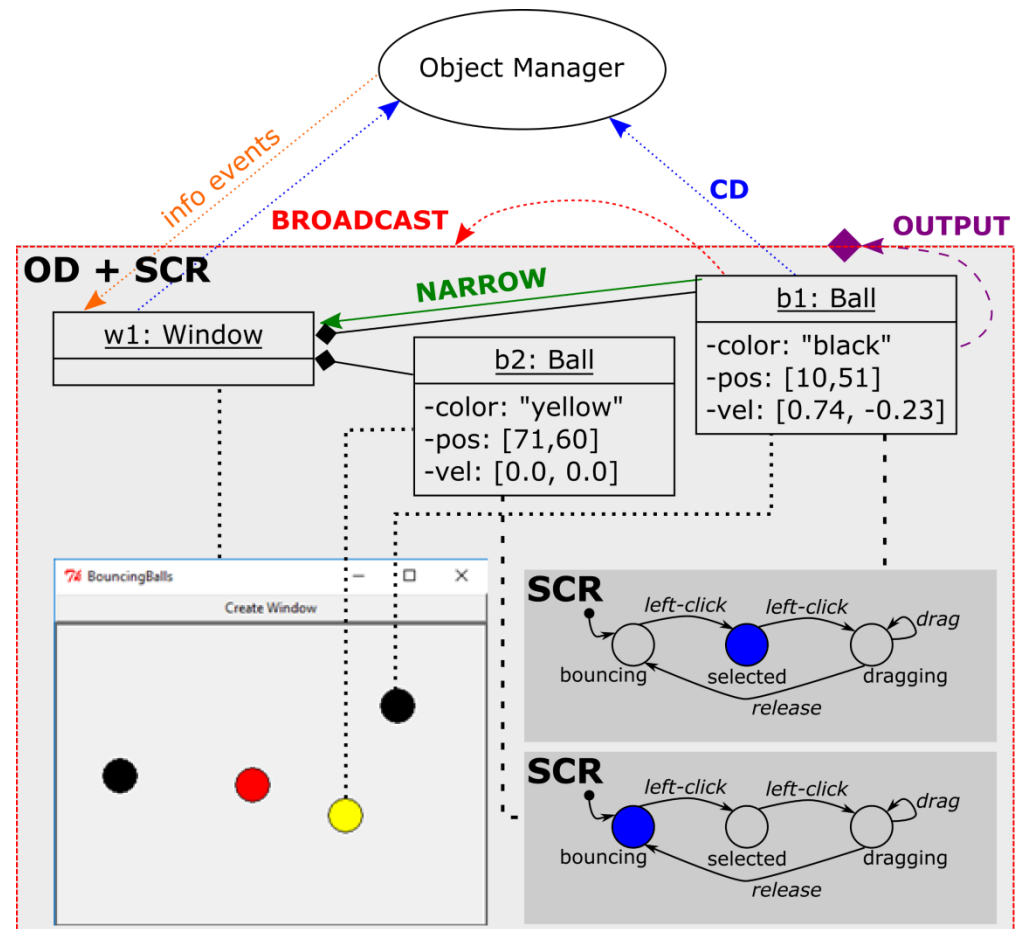 Object Manager
info events
CD
BROADCAST
OUTPUT
OD + SCR
NARROW
w1: Window
b1: Ball
-color: "black"
-pos: [10,51]
-vel: [0.74, -0.23]
b2: Ball
-color: "yellow"
-pos: [71,60]
-vel: [0.0, 0.0]
BouncingBalls
Create Window
SCR
left-click
left-click
drag
bouncing
selected
dragging
release
SCR
left-click
left-click
drag
bouncing
selected
dragging
release